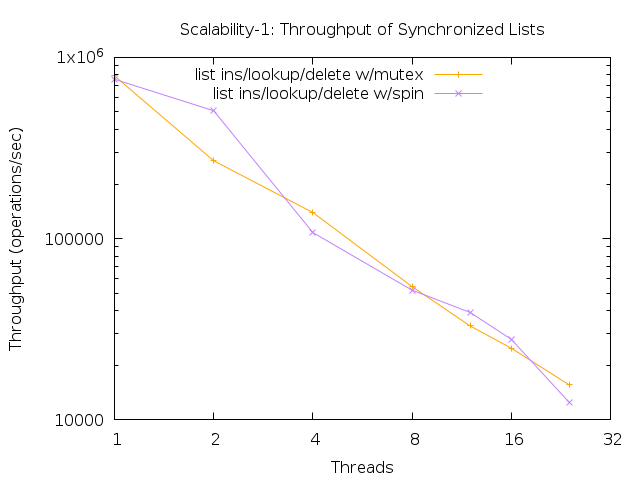 Scalability-1: Throughput of Synchronized Lists
1x10⁶
list ins/lookup/delete w/mutex
list ins/lookup/delete w/spin
Throughput (operations/sec)
100000
10000
1 2 4 8 16 32
Threads